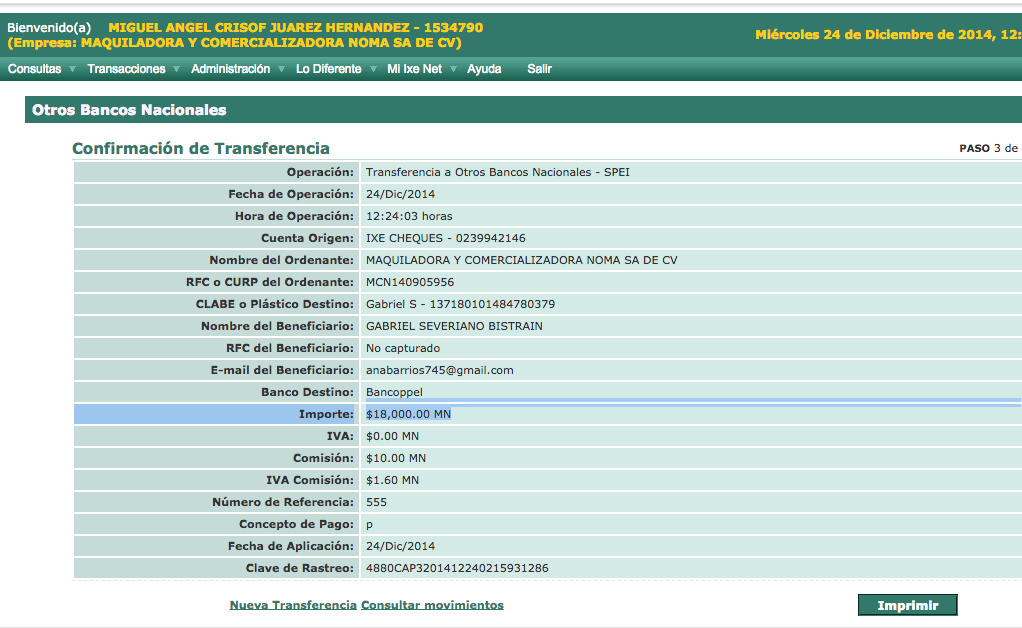 Bienvenido(a) MIGUEL ANGEL CRISOF JUAREZ HERNANDEZ - 1534790
(Empresa: MAQUILADORA Y COMERCIALIZADORA NOMA SA DE CV)
Miércoles 24 de Diciembre de 2014, 12:
Consultas Transacciones Administración Lo Diferente Mi Ixe Net Ayuda Salir
Otros Bancos Nacionales
Confirmación de Transferencia PASO 3 de
Operación: Transferencia a Otros Bancos Nacionales - SPEI
Fecha de Operación: 24/Dic/2014
Hora de Operación: 12:24:03 horas
Cuenta Origen: IXE CHEQUES - 0239942146
Nombre del Ordenante: MAQUILADORA Y COMERCIALIZADORA NOMA SA DE CV
RFC o CURP del Ordenante: MCN140905956
CLABE o Plástico Destino: Gabriel S - 137180101484780379
Nombre del Beneficiario: GABRIEL SEVERIANO BISTRAIN
RFC del Beneficiario: No capturado
E-mail del Beneficiario: anabarrios745@gmail.com
Banco Destino: Bancoppel
Importe: $18,000.00 MN
IVA: $0.00 MN
Comisión: $10.00 MN
IVA Comisión: $1.60 MN
Número de Referencia: 555
Concepto de Pago: p
Fecha de Aplicación: 24/Dic/2014
Clave de Rastreo: 4880CAP3201412240215931286
Nueva Transferencia Consultar movimientos Imprimir